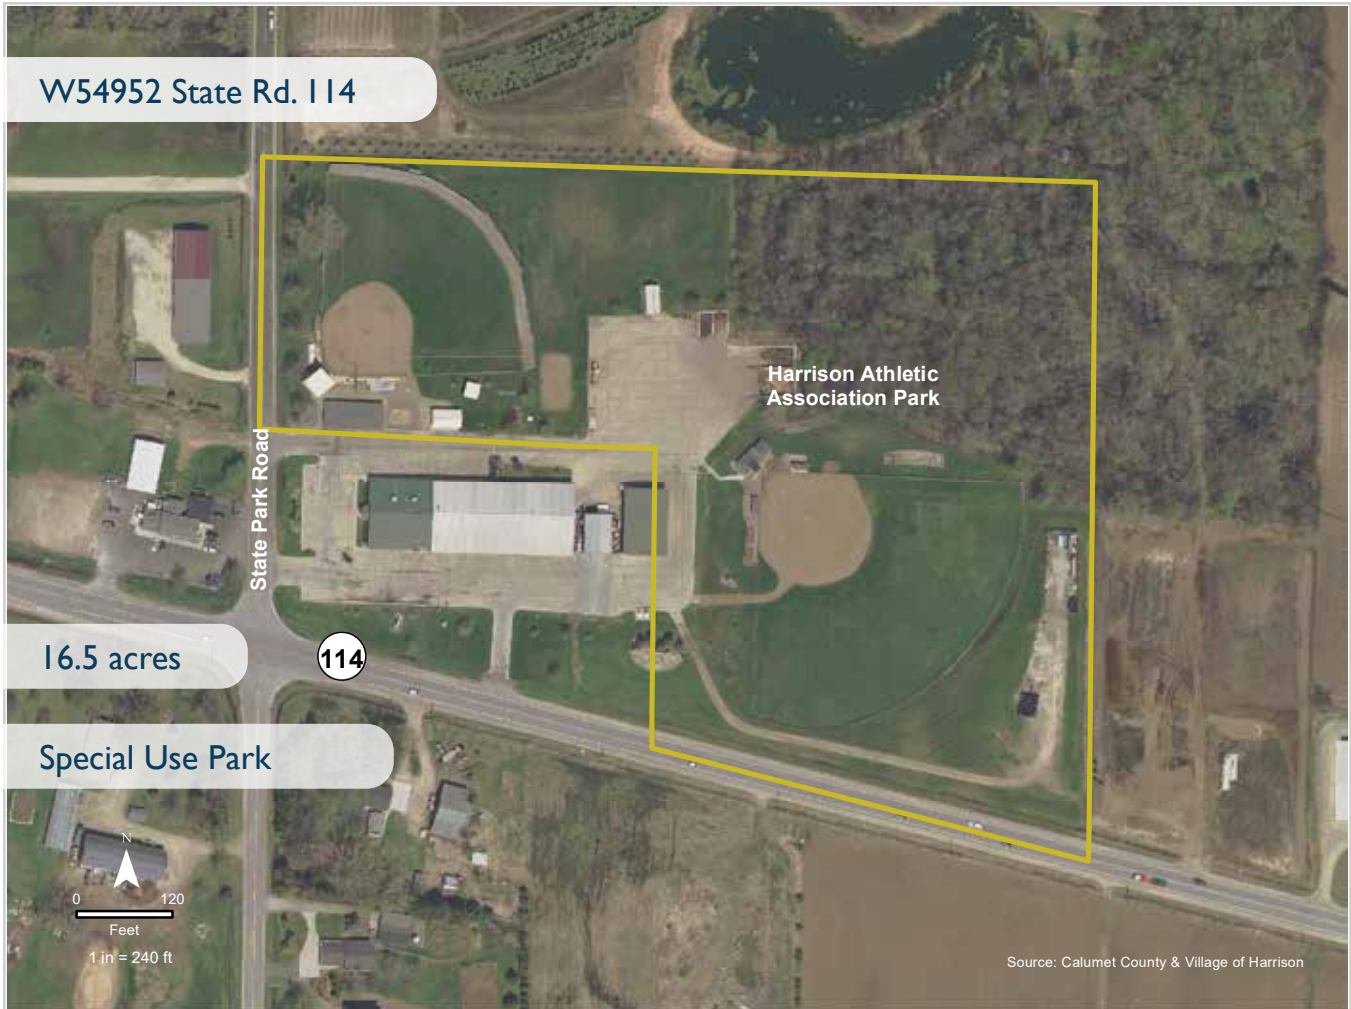 W54952 State Rd. 114
Harrison Athletic
Association Park
State Park Road
16.5 acres
114
Special Use Park
N
0 120
Feet
1 in = 240 ft
Source: Calumet County & Village of Harrison